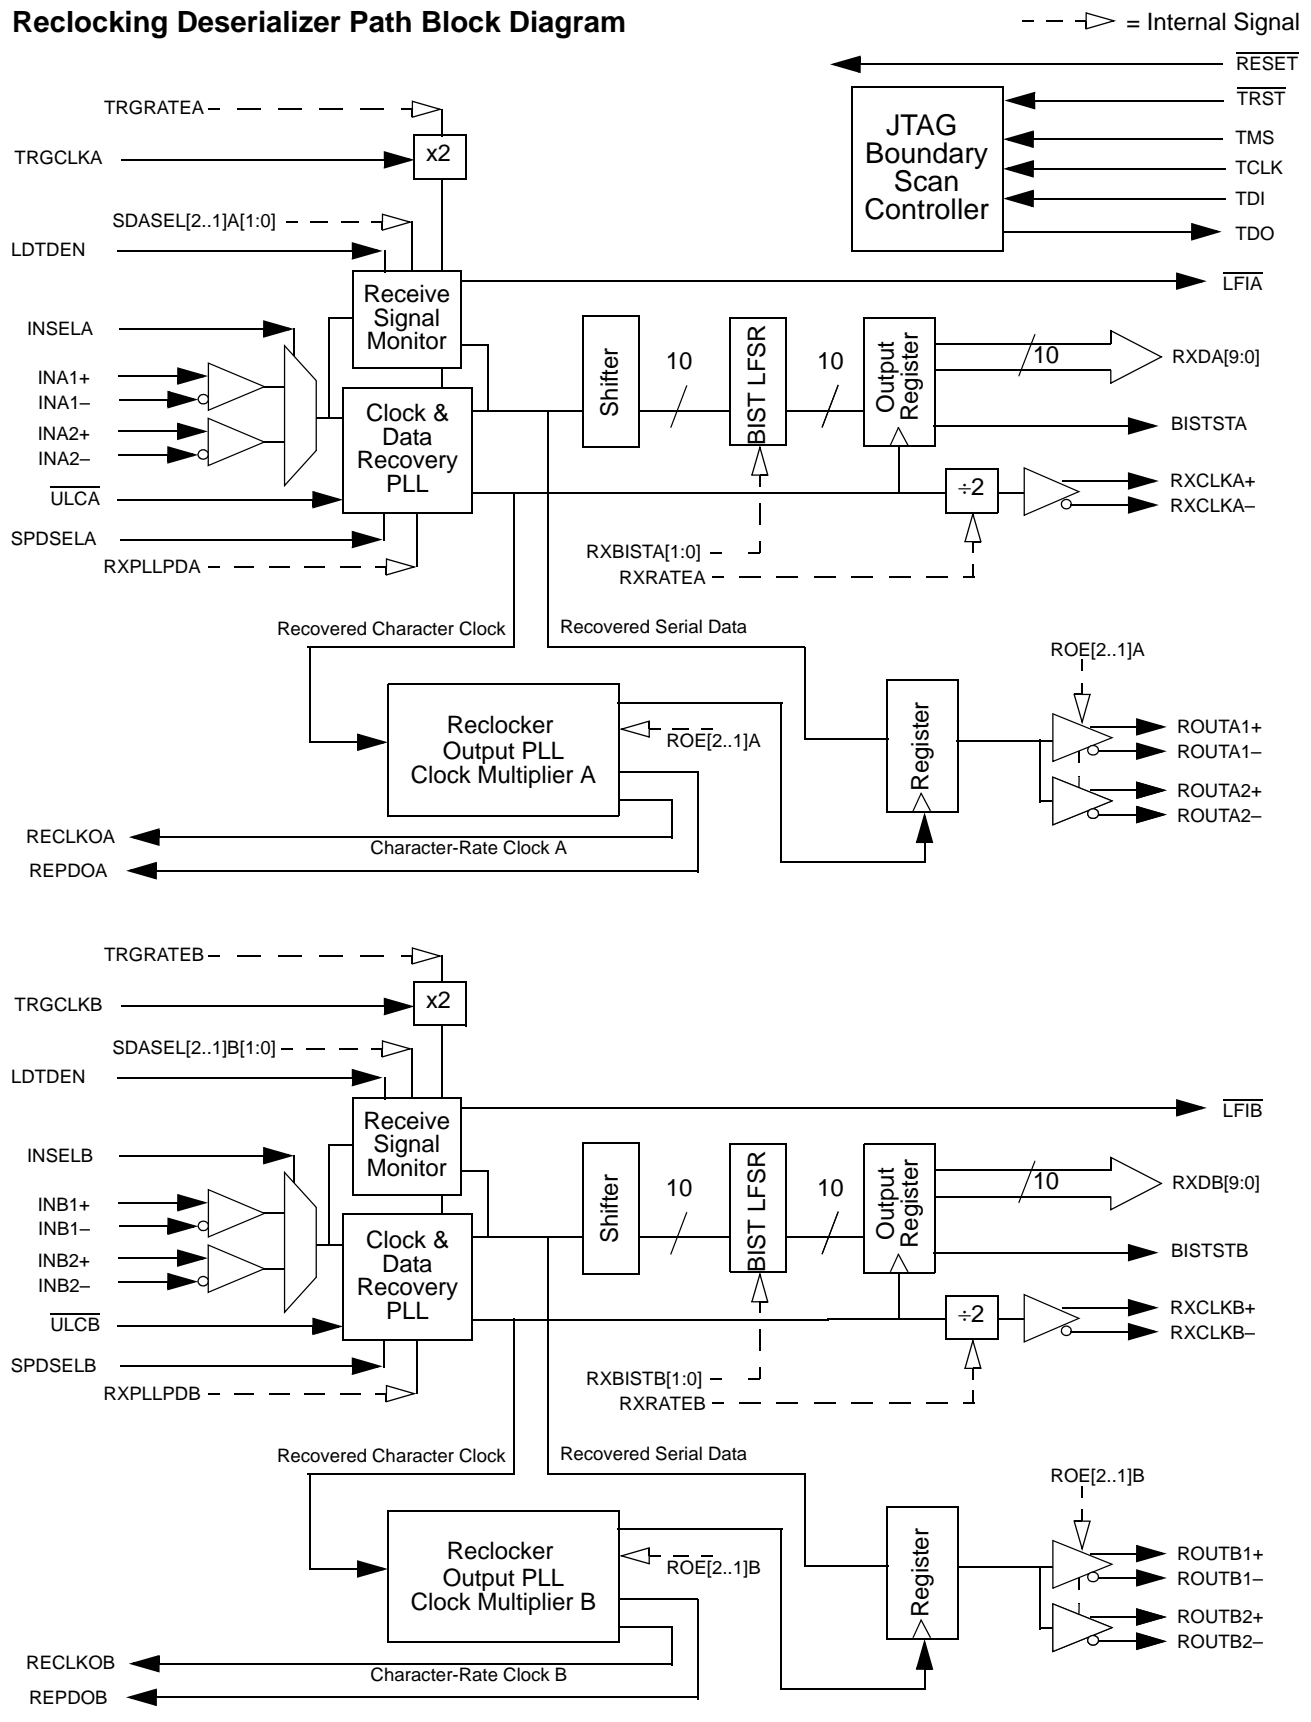 Reclocking Deserializer Path Block Diagram
= Internal Signal
RESET
TRST
TMS
TCLK
TDI
TDO
JTAG
Boundary
Scan
Controller
TRGRATEA
TRGCLKA
x2
SDASEL[2..1]A[1:0]
LDTDEN
LFIA
Receive
Signal
Monitor
INSELA
INA1+
INA1–
INA2+
INA2–
ULCA
SPDSELA
RXPLLPDA
Clock &
Data
Recovery
PLL
Shifter
10
BIST LFSR
10
Output
Register
10
RXDA[9:0]
BISTSTA
÷2
RXCLKA+
RXCLKA–
RXBISTA[1:0]
RXRATEA
Recovered Character Clock
Recovered Serial Data
ROE[2..1]A
Reclocker
Output PLL
Clock Multiplier A
ROE[2..1]A
Register
ROUTA1+
ROUTA1–
ROUTA2+
ROUTA2–
RECLKOA
Character-Rate Clock A
REPDOA
TRGRATEB
TRGCLKB
x2
SDASEL[2..1]B[1:0]
LDTDEN
LFIB
Receive
Signal
Monitor
INSELB
INB1+
INB1–
INB2+
INB2–
ULCB
SPDSELB
RXPLLPDB
Clock &
Data
Recovery
PLL
Shifter
10
BIST LFSR
10
Output
Register
10
RXDB[9:0]
BISTSTB
÷2
RXCLKB+
RXCLKB–
RXBISTB[1:0]
RXRATEB
Recovered Character Clock
Recovered Serial Data
ROE[2..1]B
Reclocker
Output PLL
Clock Multiplier B
ROE[2..1]B
Register
ROUTB1+
ROUTB1–
ROUTB2+
ROUTB2–
RECLKOB
Character-Rate Clock B
REPDOB